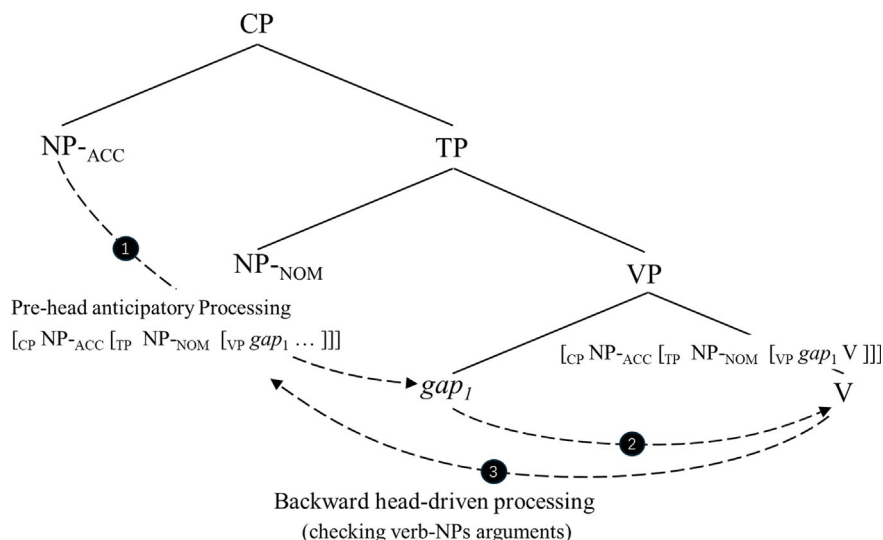 CP
NP-ACC
TP
1
NP-NOM
VP
Pre-head anticipatory Processing
[CP NP-ACC [TP NP-NOM [VP gap1 … ]]]
[CP NP-ACC [TP NP-NOM [VP gap1 V ]]]
gap1
V
2
3
Backward head-driven processing
(checking verb-NPs arguments)